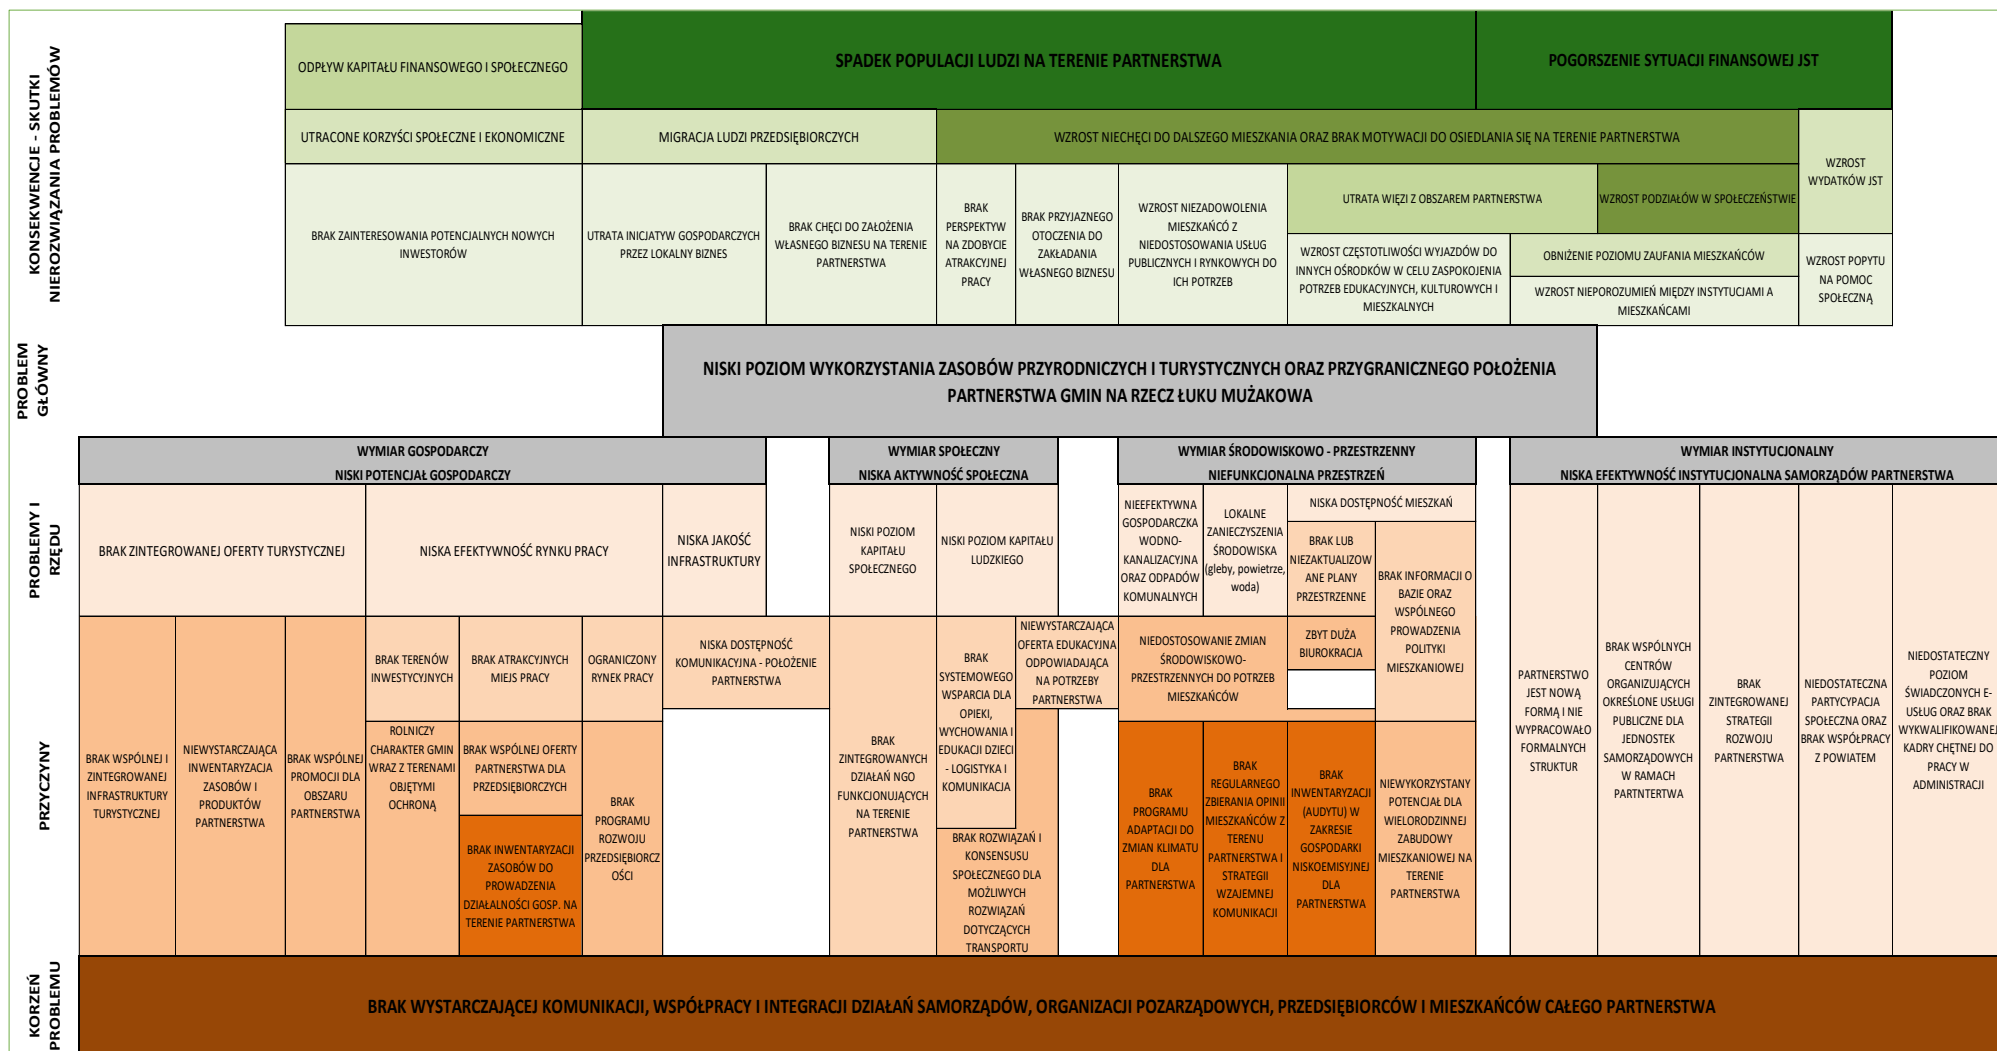 KONSEKWENCJE - SKUTKI
NIEROZWIĄZANIA PROBLEMÓW
ODPŁYW KAPITAŁU FINANSOWEGO I SPOŁECZNEGO
SPADEK POPULACJI LUDZI NA TERENIE PARTNERSTWA
POGORSZENIE SYTUACJI FINANSOWEJ JST
UTRACONE KORZYŚCI SPOŁECZNE I EKONOMICZNE
MIGRACJA LUDZI PRZEDSIĘBIORCZYCH
WZROST NIECHĘCI DO DALSZEGO MIESZKANIA ORAZ BRAK MOTYWACJI DO OSIEDLANIA SIĘ NA TERENIE PARTNERSTWA
WZROST
WYDATKÓW JST
BRAK ZAINTERESOWANIA POTENCJALNYCH NOWYCH
INWESTORÓW
UTRATA INICJATYW GOSPODARCZYCH
PRZEZ LOKALNY BIZNES
BRAK CHĘCI DO ZAŁOŻENIA
WŁASNEGO BIZNESU NA TERENIE
PARTNERSTWA
BRAK
PERSPEKTYW
NA ZDOBYCIE
ATRAKCYJNEJ
PRACY
BRAK PRZYJAZNEGO
OTOCZENIA DO
ZAKŁADANIA
WŁASNEGO BIZNESU
WZROST NIEZADOWOLENIA
MIESZKAŃCÓ Z
NIEDOSTOSOWANIA USŁUG
PUBLICZNYCH I RYNKOWYCH DO
ICH POTRZEB
UTRATA WIĘZI Z OBSZAREM PARTNERSTWA
WZROST PODZIAŁÓW W SPOŁECZEŃSTWIE
WZROST CZĘSTOTLIWOŚCI WYJAZDÓW DO
INNYCH OŚRODKÓW W CELU ZASPOKOJENIA
POTRZEB EDUKACYJNYCH, KULTUROWYCH I
MIESZKALNYCH
OBNIŻENIE POZIOMU ZAUFANIA MIESZKAŃCÓW
WZROST NIEPOROZUMIEŃ MIĘDZY INSTYTUCJAMI A
MIESZKAŃCAMI
WZROST POPYTU
NA POMOC
SPOŁECZNĄ
PROBLEM
GŁÓWNY
NISKI POZIOM WYKORZYSTANIA ZASOBÓW PRZYRODNICZYCH I TURYSTYCZNYCH ORAZ PRZYGRANICZNEGO POŁOŻENIA
PARTNERSTWA GMIN NA RZECZ ŁUKU MUŻAKOWA
WYMIAR GOSPODARCZY
NISKI POTENCJAŁ GOSPODARCZY
WYMIAR SPOŁECZNY
NISKA AKTYWNOŚĆ SPOŁECZNA
WYMIAR ŚRODOWISKOWO - PRZESTRZENNY
NIEFUNKCJONALNA PRZESTRZEŃ
WYMIAR INSTYTUCJONALNY
NISKA EFEKTYWNOŚĆ INSTYTUCJONALNA SAMORZĄDÓW PARTNERSTWA
PROBLEMY I
RZĘDU
BRAK ZINTEGROWANEJ OFERTY TURYSTYCZNEJ
NISKA EFEKTYWNOŚĆ RYNKU PRACY
NISKA JAKOŚĆ
INFRASTRUKTURY
NISKI POZIOM
KAPITAŁU
SPOŁECZNEGO
NISKI POZIOM KAPITAŁU
LUDZKIEGO
NIEEFEKTYWNA
GOSPODARCZKA
WODNO-
KANALIZACYJNA
ORAZ ODPADÓW
KOMUNALNYCH
LOKALNE
ZANIECZYSZENIA
ŚRODOWISKA
(gleby, powietrze,
woda)
NISKA DOSTĘPNOŚĆ MIESZKAŃ
BRAK LUB
NIEZAKTUALIZOW
ANE PLANY
PRZESTRZENNE
BRAK INFORMACJI O
BAZIE ORAZ
WSPÓLNEGO
PROWADZENIA
POLITYKI
MIESZKANIOWEJ
PRZYCZYNY
BRAK WSPÓLNEJ I
ZINTEGROWANEJ
INFRASTRUKTURY
TURYSTYCZNEJ
NIEWYSTARCZAJĄCA
INWENTARYZACJA
ZASOBÓW I
PRODUKTÓW
PARTNERSTWA
BRAK WSPÓLNEJ
PROMOCJI DLA
OBSZARU
PARTNERSTWA
BRAK TERENÓW
INWESTYCYJNYCH
ROLNICZY
CHARAKTER GMIN
WRAZ Z TERENAMI
OBJĘTYMI
OCHRONĄ
BRAK ATRAKCYJNYCH
MIEJS PRACY
BRAK WSPÓLNEJ OFERTY
PARTNERSTWA DLA
PRZEDSIĘBIORCZYCH
BRAK INWENTARYZACJI
ZASOBÓW DO
PROWADZENIA
DZIAŁALNOŚCI GOSP. NA
TERENIE PARTNERSTWA
OGRANICZONY
RYNEK PRACY
BRAK
PROGRAMU
ROZWOJU
PRZEDSIĘBIORCZ
OŚCI
NISKA DOSTĘPNOŚĆ
KOMUNIKACYJNA - POŁOŻENIE
PARTNERSTWA
BRAK
ZINTEGROWANYCH
DZIAŁAŃ NGO
FUNKCJONUJĄCYCH
NA TERENIE
PARTNERSTWA
BRAK
SYSTEMOWEGO
WSPARCIA DLA
OPIEKI,
WYCHOWANIA I
EDUKACJI DZIECI
- LOGISTYKA I
KOMUNIKACJA
NIEWYSTARCZAJĄCA
OFERTA EDUKACYJNA
ODPOWIADAJĄCA
NA POTRZEBY
PARTNERSTWA
BRAK ROZWIĄZAŃ I
KONSENSUSU
SPOŁECZNEGO DLA
MOŻLIWYCH
ROZWIĄZAŃ
DOTYCZĄCYCH
TRANSPORTU
NIEDOSTOSOWANIE ZMIAN
ŚRODOWISKOWO-
PRZESTRZENNYCH DO POTRZEB
MIESZKAŃCÓW
ZBYT DUŻA
BIUROKRACJA
BRAK
PROGRAMU
ADAPTACJI DO
ZMIAN KLIMATU
DLA
PARTNERSTWA
BRAK
REGULARNEGO
ZBIERANIA OPINII
MIESZKAŃCÓW Z
TERENU
PARTNERSTWA I
STRATEGII
WZAJEMNEJ
KOMUNIKACJI
BRAK
INWENTARYZACJI
(AUDYTU) W
ZAKRESIE
GOSPODARKI
NISKOEMISYJNEJ
DLA
PARTNERSTWA
NIEWYKORZYSTANY
POTENCJAŁ DLA
WIELORODZINNEJ
ZABUDOWY
MIESZKANIOWEJ NA
TERENIE
PARTNERSTWA
PARTNERSTWO
JEST NOWĄ
FORMĄ I NIE
WYPRACOWAŁO
FORMALNYCH
STRUKTUR
BRAK WSPÓLNYCH
CENTRÓW
ORGANIZUJĄCYCH
OKREŚLONE USŁUGI
PUBLICZNE DLA
JEDNOSTEK
SAMORZĄDOWYCH
W RAMACH
PARTNTERTWA
BRAK
ZINTEGROWANEJ
STRATEGII
ROZWOJU
PARTNERSTWA
NIEDOSTATECZNA
PARTYCYPACJA
SPOŁECZNA ORAZ
BRAK WSPÓŁPRACY
Z POWIATEM
NIEDOSTATECZNY
POZIOM
ŚWIADCZONYCH E-
USŁUG ORAZ BRAK
WYKWALIFIKOWANEJ
KADRY CHĘTNEJ DO
PRACY W
ADMINISTRACJI
KORZEŃ
PROBLEMU
BRAK WYSTARCZAJĄCEJ KOMUNIKACJI, WSPÓŁPRACY I INTEGRACJI DZIAŁAŃ SAMORZĄDÓW, ORGANIZACJI POZARZĄDOWYCH, PRZEDSIĘBIORCÓW I MIESZKAŃCÓW CAŁEGO PARTNERSTWA